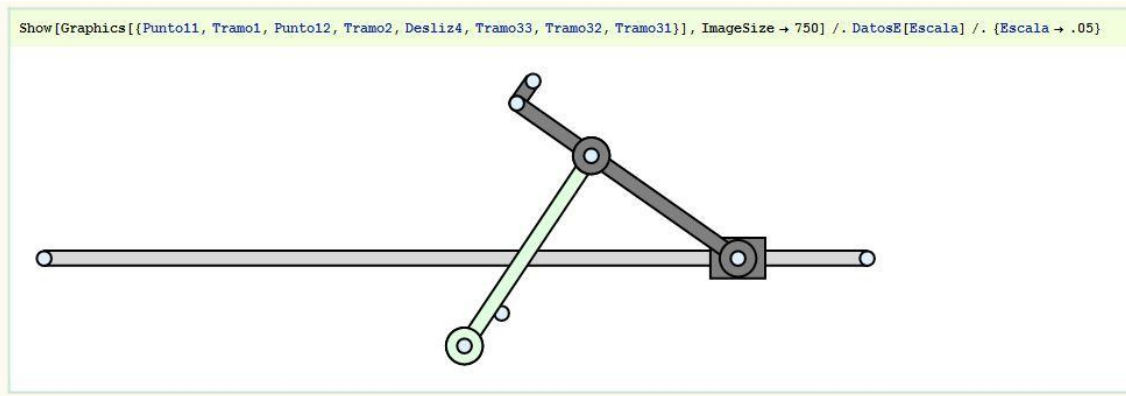 Show[Graphics[{Punto11, Tramo1, Punto12, Tramo2, Desliz4, Tramo33, Tramo32, Tramo31}], ImageSize → 750] /. DatosE[Escala] /. {Escala → .05}